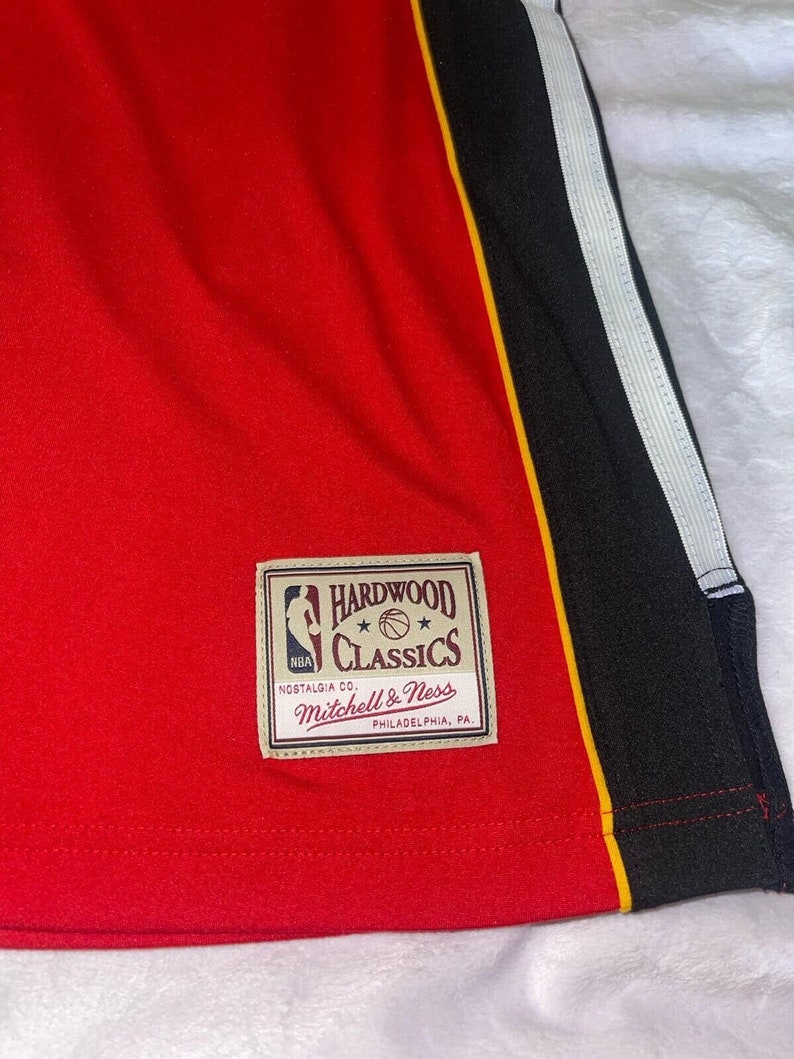 HARDWOOD
CLASSICS
NBA
NOSTALGIA CO.
Mitchell & Ness
PHILADELPHIA, PA.